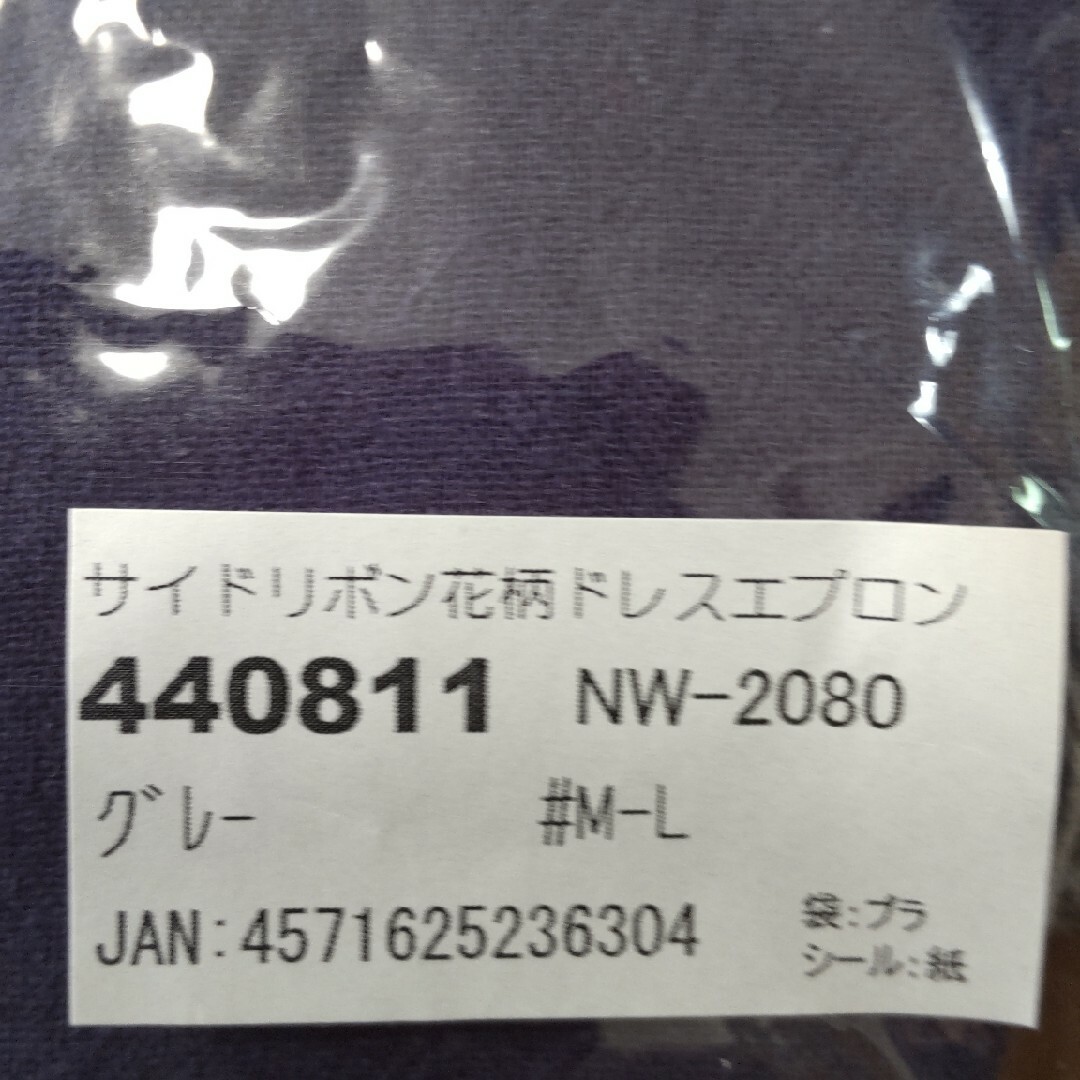 サイドリボン花柄ドレスエプロン
440811 NW-2080
グレー #M-L
JAN:4571625236304
袋:プラ
シール:紙